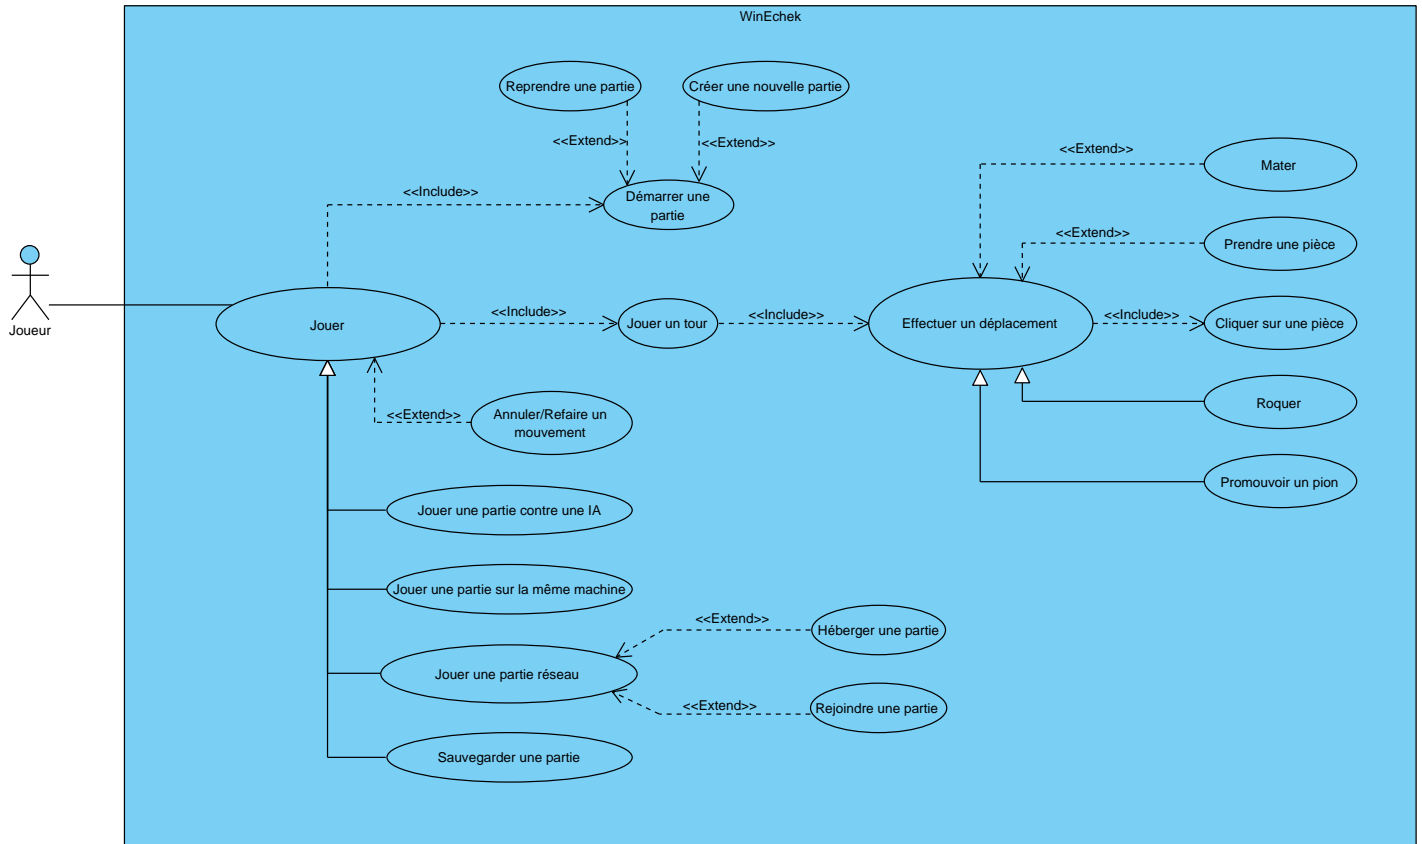 WinEchek
Reprendre une partie
Créer une nouvelle partie
<<Extend>>
<<Extend>>
<<Extend>>
Mater
<<Include>>
Démarrer une
partie
<<Extend>>
Prendre une pièce
Joueur
Jouer
<<Include>>
Jouer un tour
<<Include>>
Effectuer un déplacement
<<Include>>
Cliquer sur une pièce
<<Extend>>
Annuler/Refaire un
mouvement
Roquer
Promouvoir un pion
Jouer une partie contre une IA
Jouer une partie sur la même machine
<<Extend>>
Héberger une partie
Jouer une partie réseau
<<Extend>>
Rejoindre une partie
Sauvegarder une partie